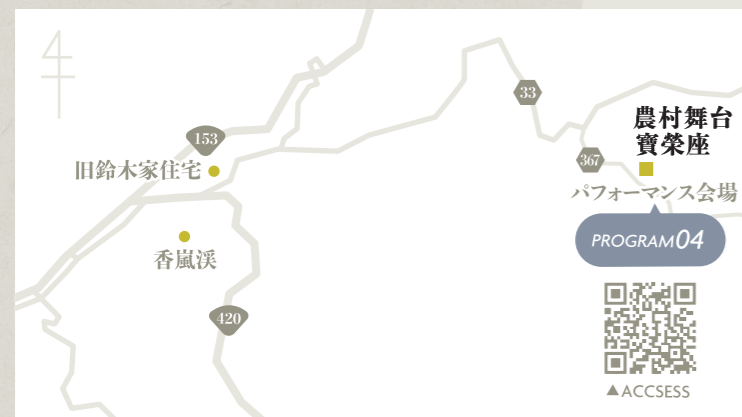 33
153
農村舞台
寶榮座
367
旧鈴木家住宅
パフォーマンス会場
PROGRAM04
香嵐渓
420
▲ACCSESS